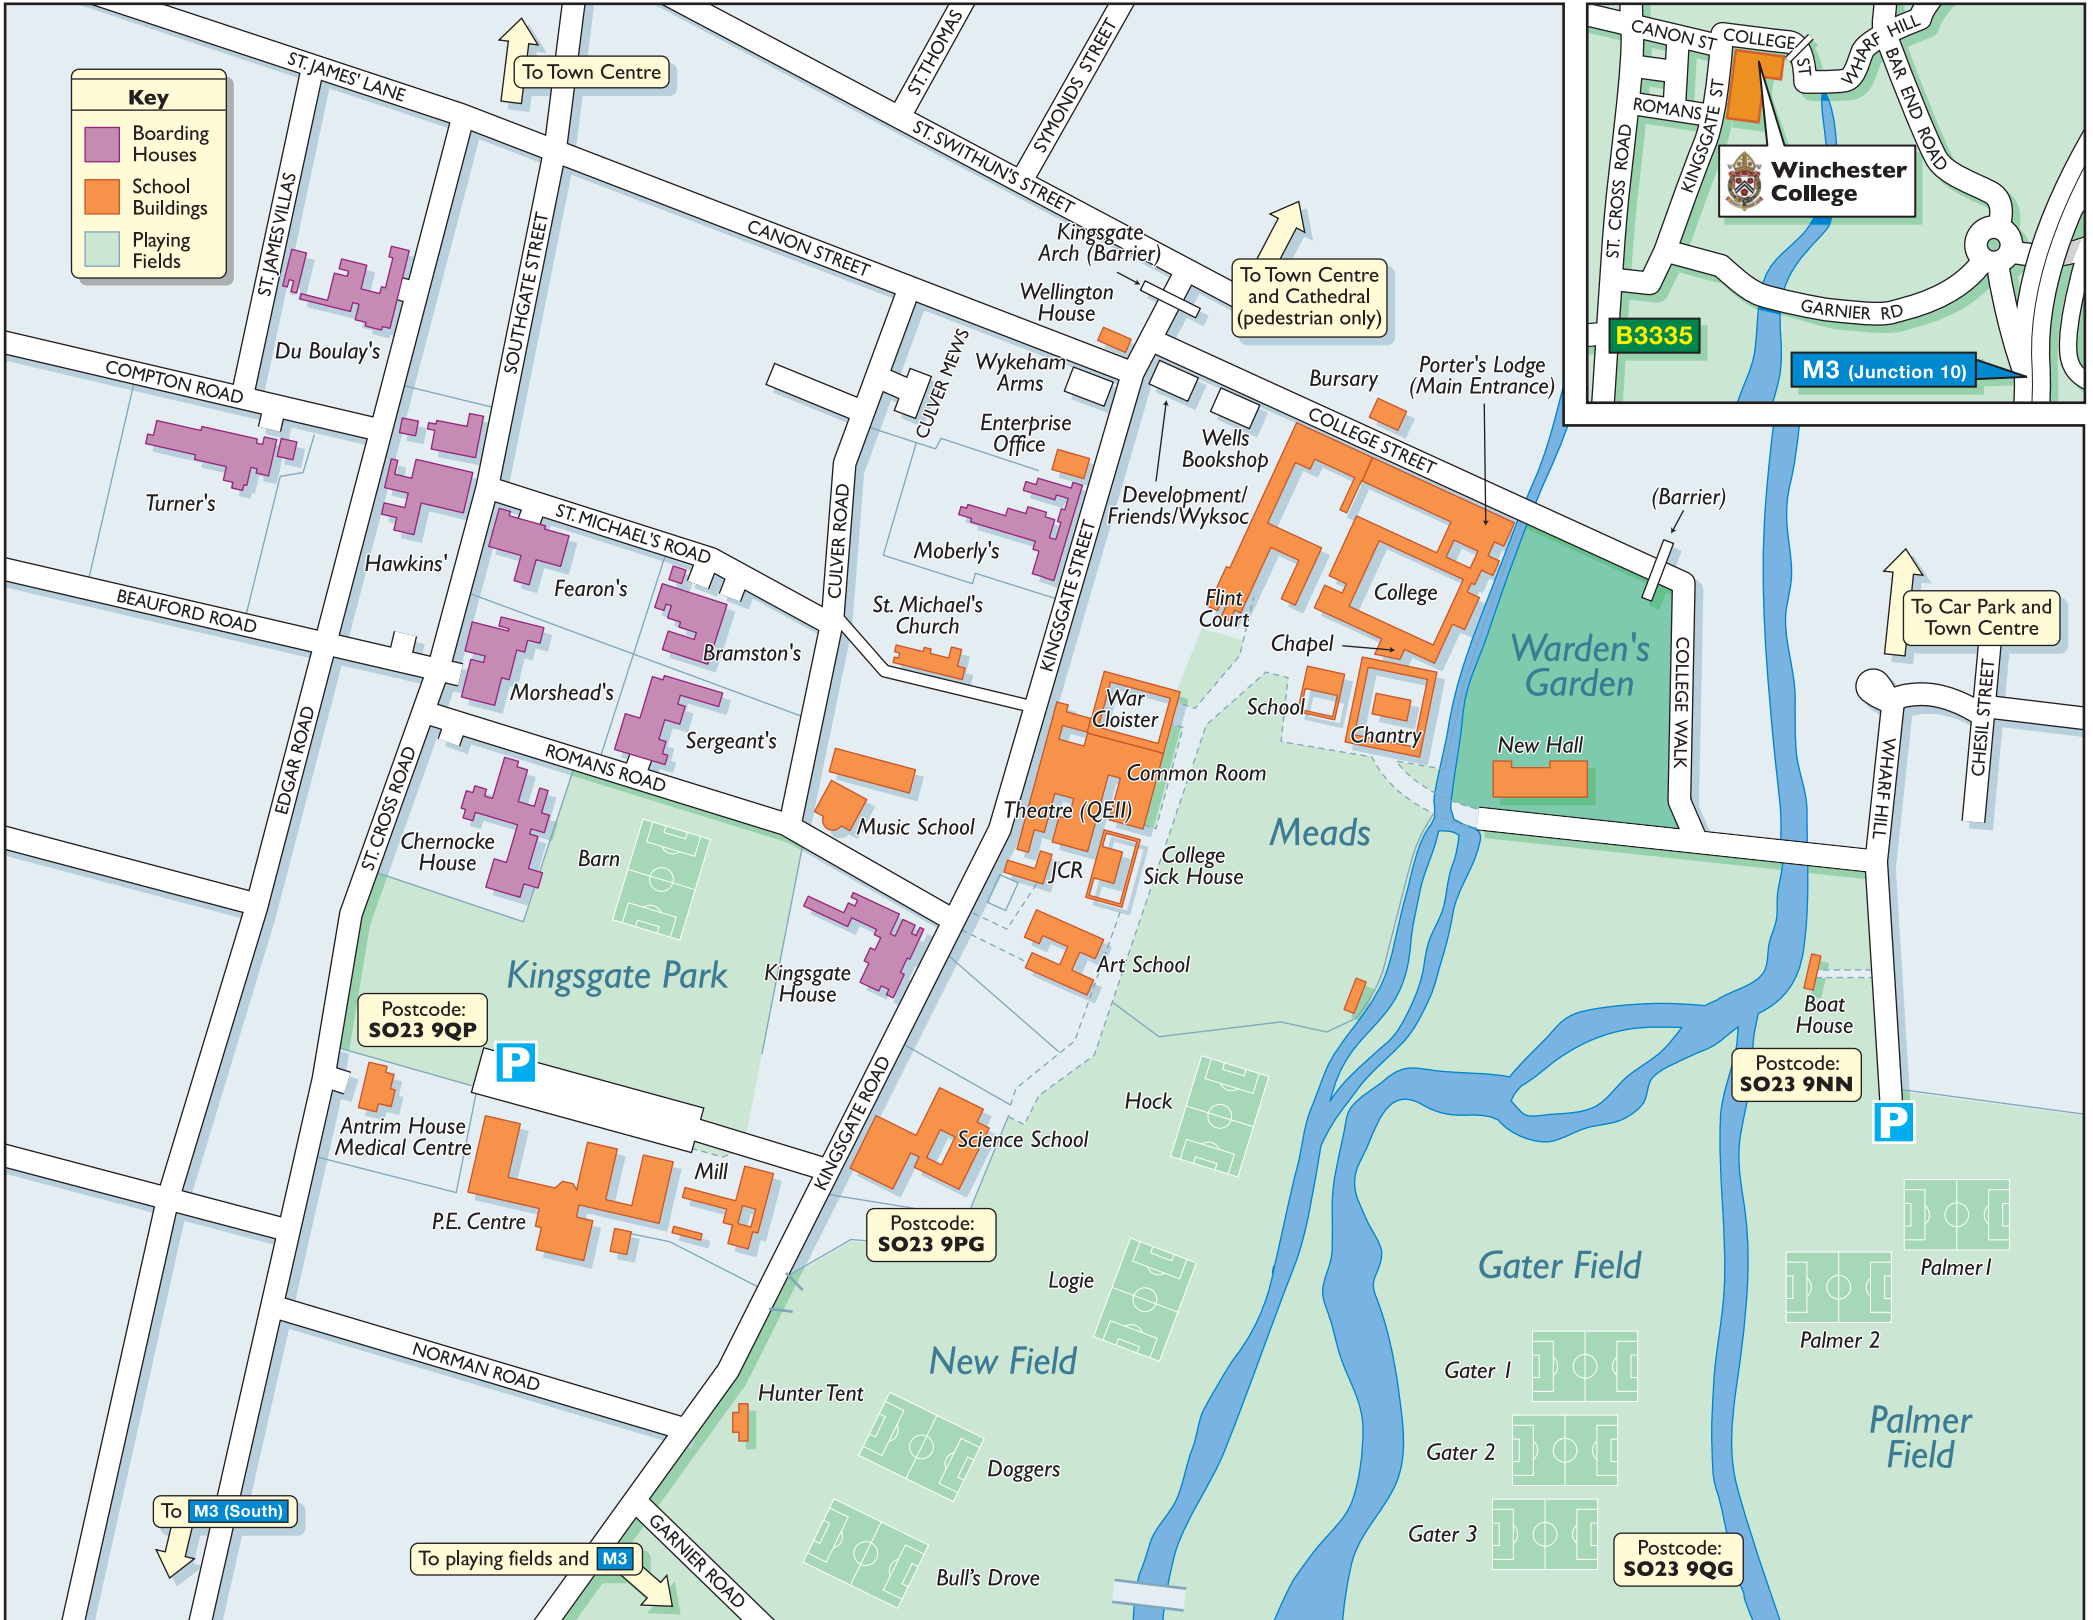 Key
Boarding
Houses
School
Buildings
Playing
Fields
To Town Centre
ST. JAMES' LANE
ST. JAMES VILLAS
SOUTHGATE STREET
ST. THOMAS
SYMONDS STREET
ST. SWITHUN'S STREET
CANON STREET
Kingsgate
Arch (Barrier)
To Town Centre
and Cathedral
(pedestrian only)
Wellington
House
Wykeham
Arms
Enterprise
Office
CULVER MEWS
Du Boulay's
COMPTON ROAD
Turner's
Hawkins'
Fearon's
ST. MICHAEL'S ROAD
CULVER ROAD
Moberly's
KINGSGATE STREET
Development/
Friends/Wyksoc
Wells
Bookshop
Bursary
Porter's Lodge
(Main Entrance)
COLLEGE STREET
(Barrier)
BEAUFORD ROAD
Bramston's
Morshead's
Sergeant's
St. Michael's
Church
Flint
Court
College
Chapel
School
Chantry
War
Cloister
Common Room
Theatre (QEII)
JCR
College
Sick House
Art School
Music School
Warden's
Garden
New Hall
COLLEGE WALK
To Car Park and
Town Centre
CHESIL STREET
WHARF HILL
EDGAR ROAD
ST. CROSS ROAD
ROMANS ROAD
Chernocke
House
Barn
Kingsgate Park
Kingsgate
House
Meads
Postcode:
SO23 9QP
P
Antrim House
Medical Centre
P.E. Centre
Mill
KINGSGATE ROAD
Science School
Postcode:
SO23 9PG
Hock
Logie
New Field
Boat
House
Postcode:
SO23 9NN
P
Gater Field
Palmer 1
Palmer 2
Palmer
Field
Gater 1
Gater 2
Gater 3
Postcode:
SO23 9QG
NORMAN ROAD
Hunter Tent
Doggers
Bull's Drove
GARNIER ROAD
To M3 (South)
To playing fields and M3
CANON ST
COLLEGE
ST
WHARF HILL
BAR END ROAD
ROMANS
KINGSGATE ST
ST. CROSS ROAD
Winchester
College
GARNIER RD
B3335
M3 (Junction 10)